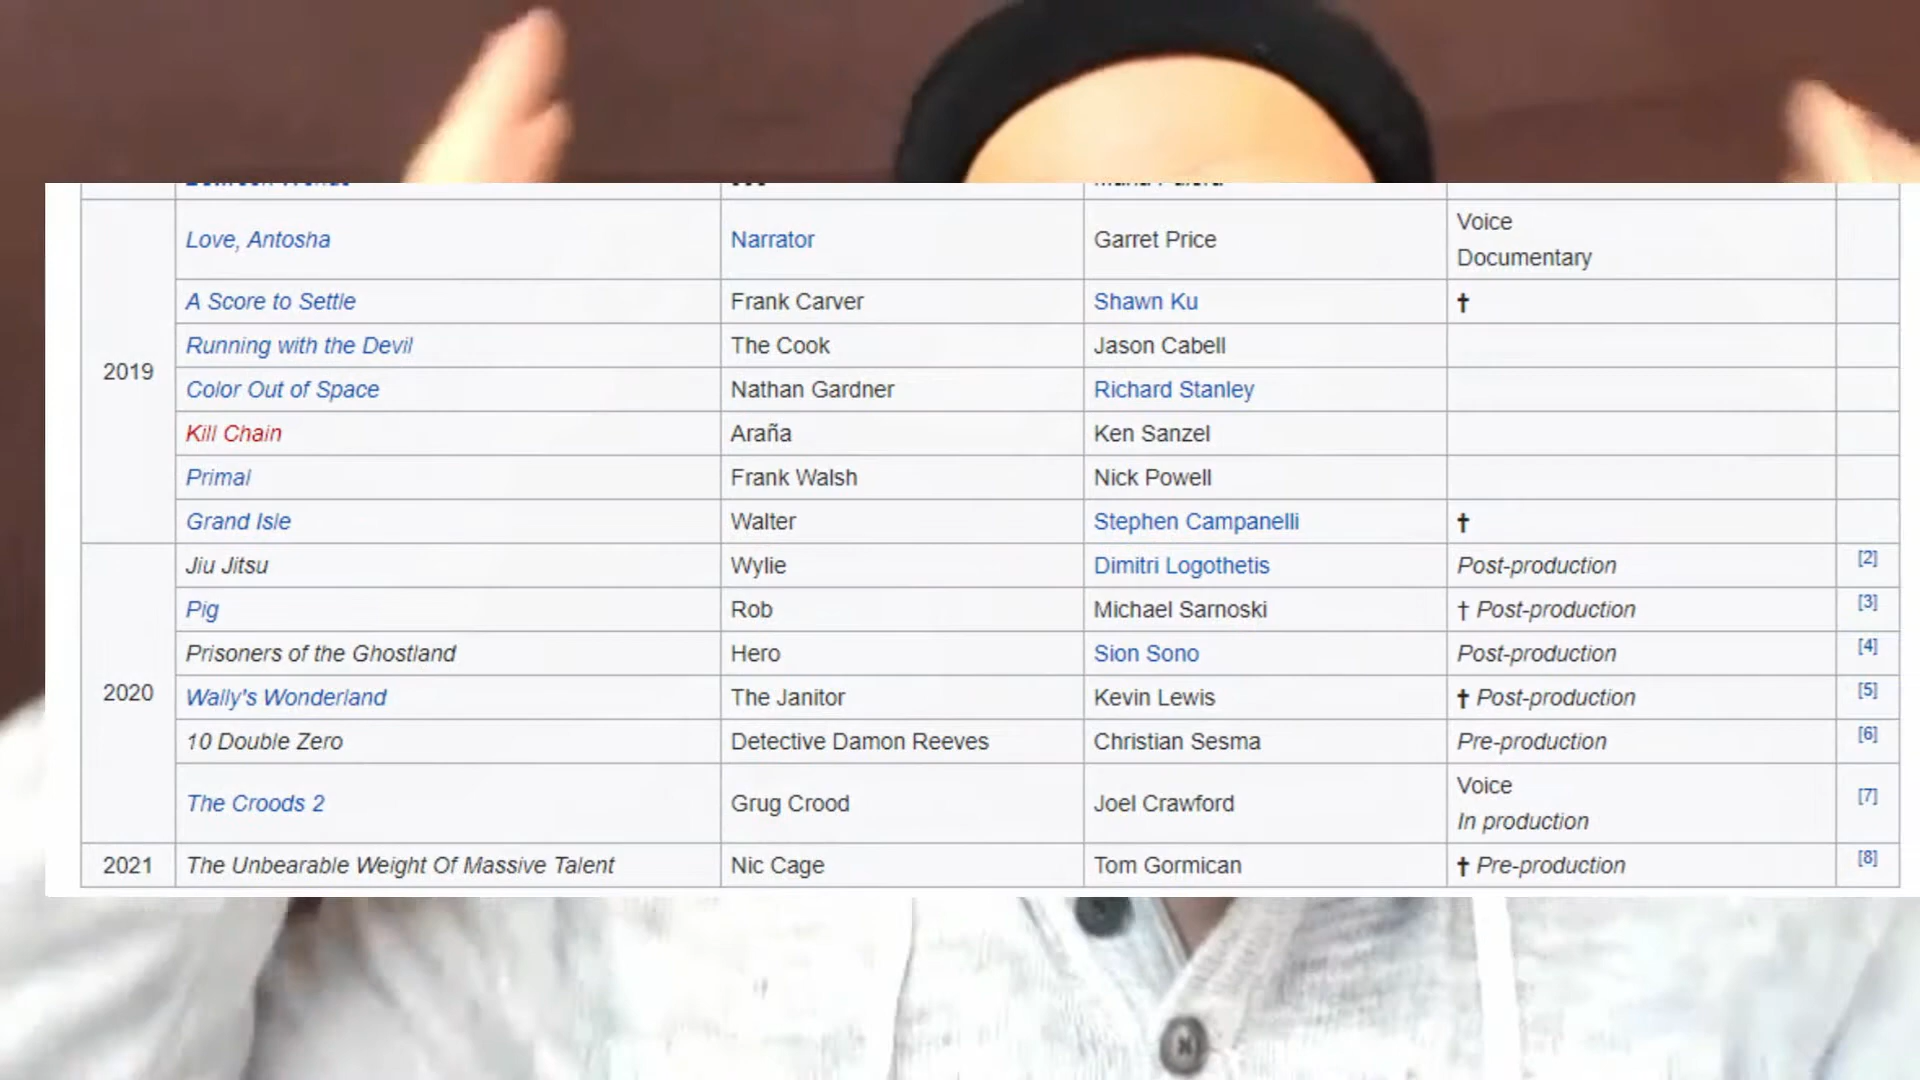 2019
Love, Antosha Narrator Garret Price Voice
Documentary
A Score to Settle Frank Carver Shawn Ku †
Running with the Devil The Cook Jason Cabell
Color Out of Space Nathan Gardner Richard Stanley
Kill Chain Araña Ken Sanzel
Primal Frank Walsh Nick Powell
Grand Isle Walter Stephen Campanelli †
2020
Jiu Jitsu Wylie Dimitri Logothetis Post-production [2]
Pig Rob Michael Sarnoski † Post-production [3]
Prisoners of the Ghostland Hero Sion Sono Post-production [4]
Wally's Wonderland The Janitor Kevin Lewis † Post-production [5]
10 Double Zero Detective Damon Reeves Christian Sesma Pre-production [6]
The Croods 2 Grug Crood Joel Crawford Voice [7]
In production
2021 The Unbearable Weight Of Massive Talent Nic Cage Tom Gormican † Pre-production [8]